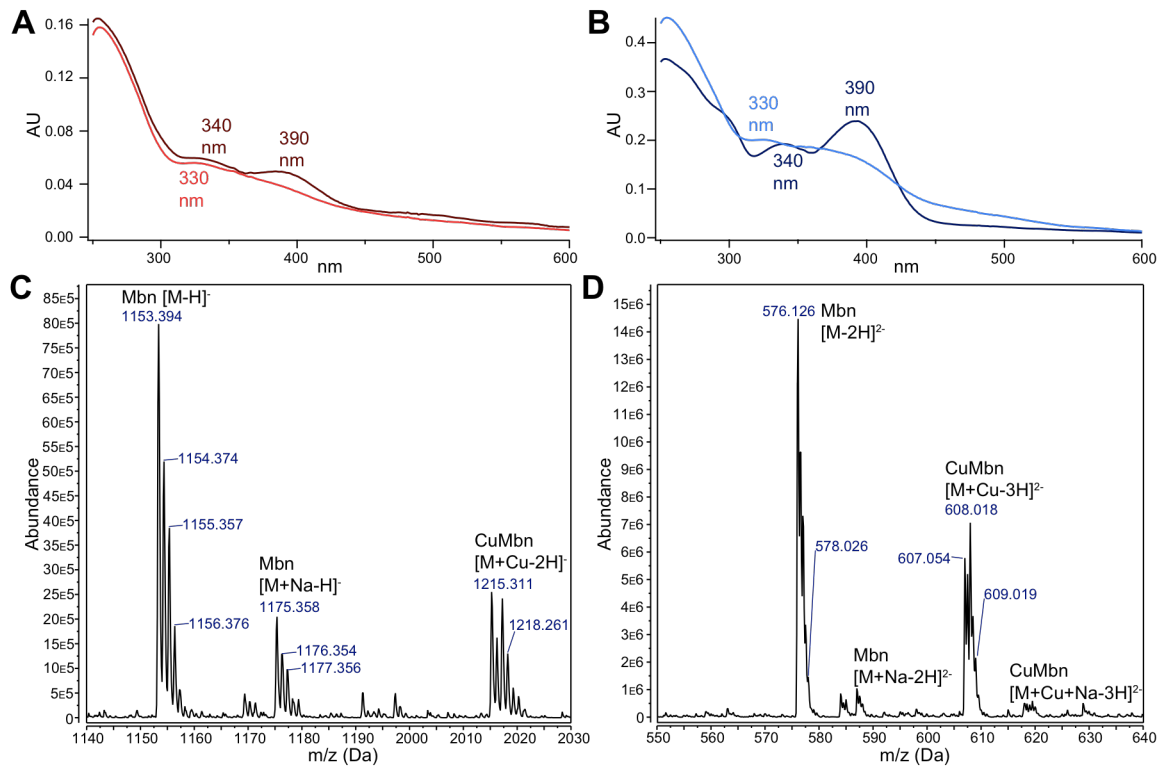 A
0.16
0.12
0.08
0.04
0.00
AU
340
nm
390
nm
330
nm
300
400
500
600
nm
B
0.4
0.3
0.2
0.1
0.0
AU
330
nm
390
nm
340
nm
300
400
500
600
nm
C
Mbn [M-H]-
1153.394
85E5
80E5
75E5
70E5
65E5
60E5
55E5
50E5
45E5
40E5
35E5
30E5
25E5
20E5
15E5
10E5
5E5
0
Abundance
1154.374
1155.357
1156.376
Mbn
[M+Na-H]-
1175.358
1176.354
1177.356
CuMbn
[M+Cu-2H]-
1215.311
1218.261
1140
1150
1160
1170
1180
1190
2000
2010
2020
2030
m/z (Da)
D
15E6
14E6
13E6
12E6
11E6
10E6
9E6
8E6
7E6
6E6
5E6
4E6
3E6
2E6
1E6
0
Abundance
576.126
Mbn
[M-2H]2-
578.026
Mbn
[M+Na-2H]2-
CuMbn
[M+Cu-3H]2-
608.018
607.054
609.019
CuMbn
[M+Cu+Na-3H]2-
550
560
570
580
590
600
610
620
630
640
m/z (Da)